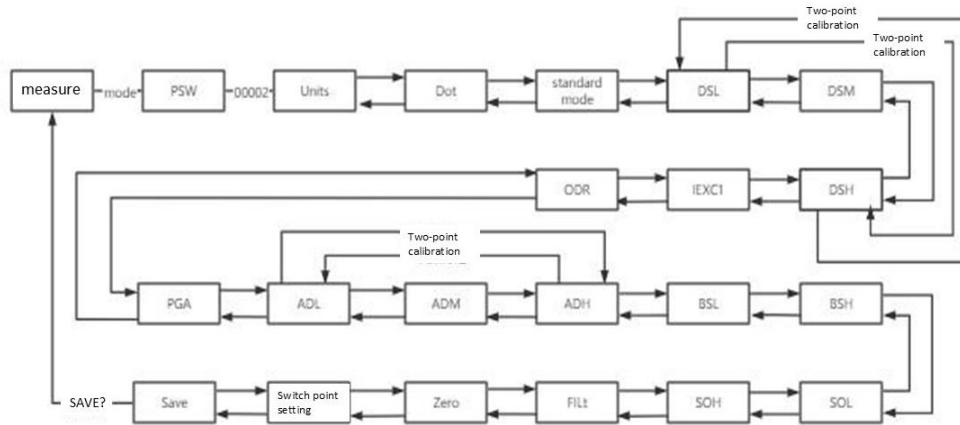 Two-point
calibration
Two-point
calibration
measure
mode
PSW
00002
Units
Dot
standard
mode
DSL
DSM
ODR
IEXC1
DSH
Two-point
calibration
PGA
ADL
ADM
ADH
BSL
BSH
SAVE?
Save
Switch point
setting
Zero
FILt
SOH
SOL